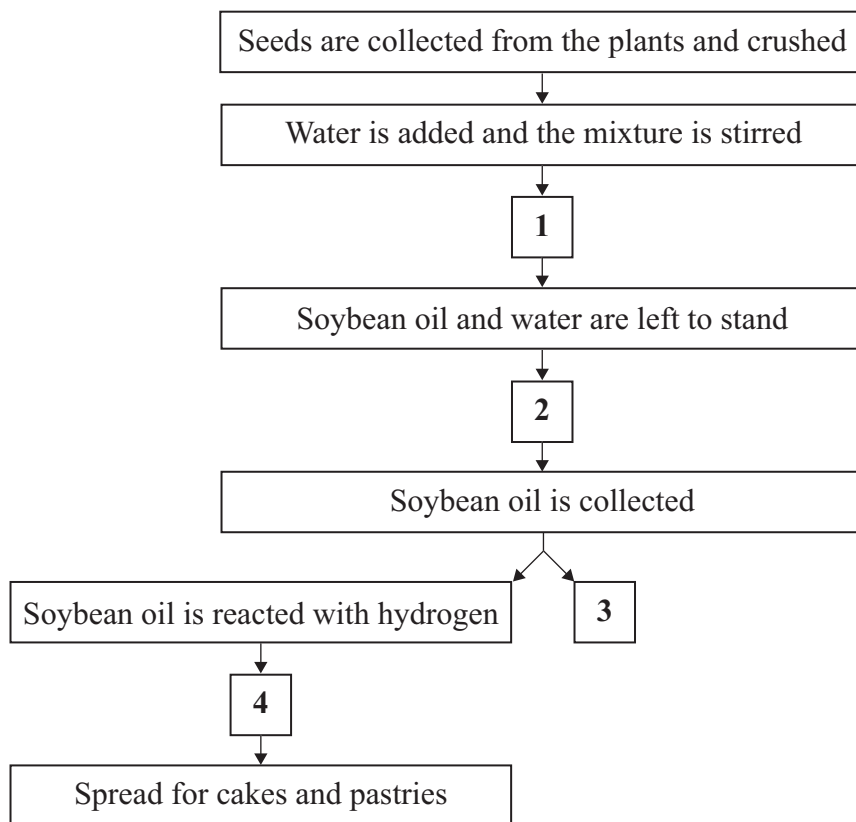 Seeds are collected from the plants and crushed
Water is added and the mixture is stirred
1
Soybean oil and water are left to stand
2
Soybean oil is collected
Soybean oil is reacted with hydrogen
3
4
Spread for cakes and pastries